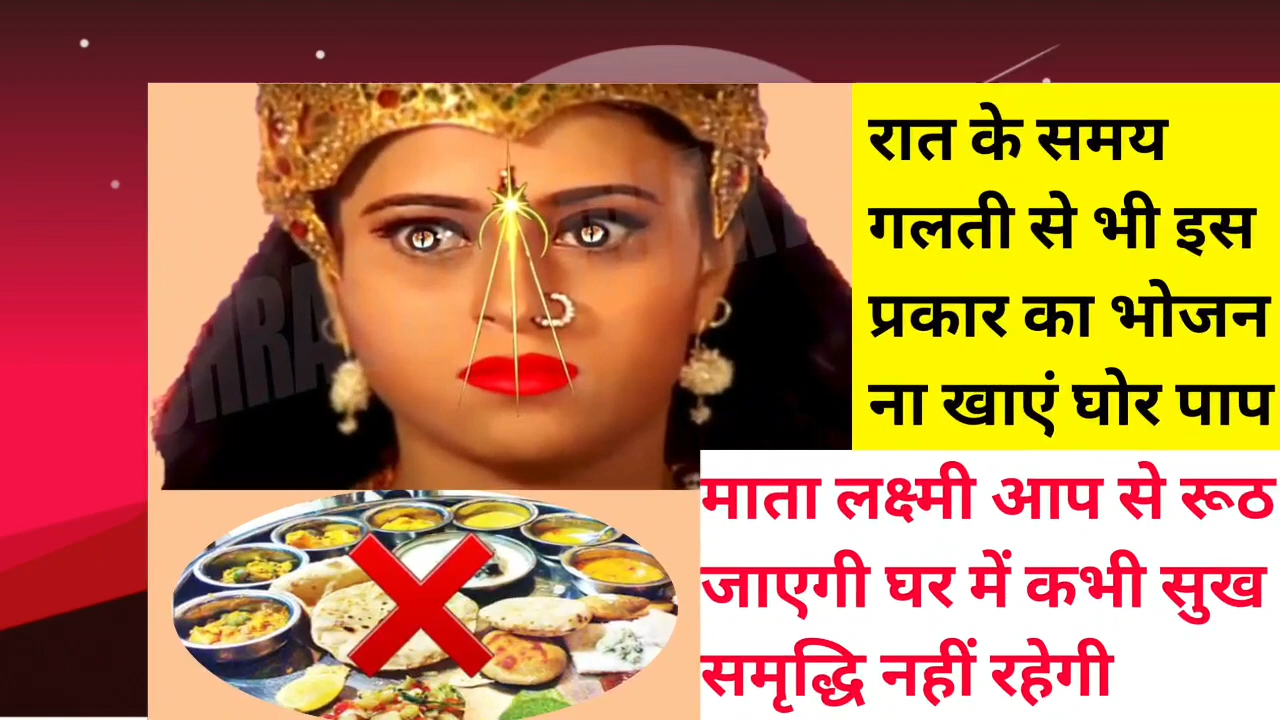 रात के समय
गलती से भी इस
प्रकार का भोजन
ना खाएं घोर पाप
माता लक्ष्मी आप से रूठ
जाएगी घर में कभी सुख
समृद्धि नहीं रहेगी